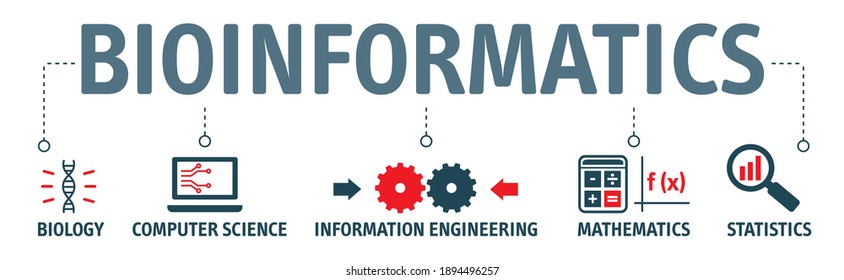 BIOINFORMATICS
f (x)
BIOLOGY COMPUTER SCIENCE INFORMATION ENGINEERING MATHEMATICS STATISTICS
shutterstock.com · 1894496257